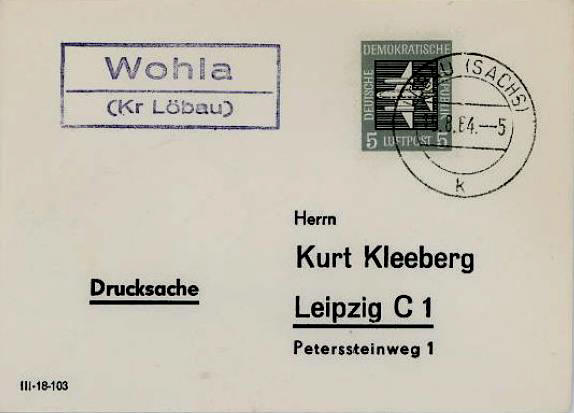 Wohla
(Kr Löbau)
DEMOKRATISCHE
DEUTSCHE
5 LUFTPOST 5
(SACHS)
.8.64.—5
k
Herrn
Kurt Kleeberg
Drucksache
Leipzig C 1
Peterssteinweg 1
III-18-103